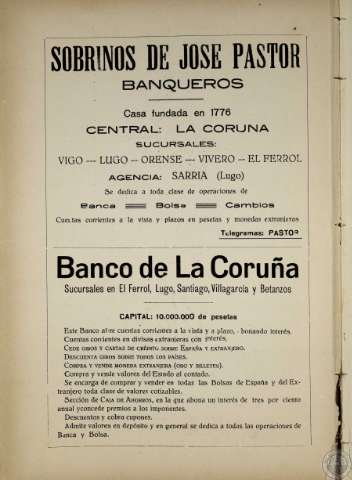 SOBRINOS DE JOSE PASTOR
BANQUEROS
Casa fundada en 1776
CENTRAL: LA CORUNA
SUCURSALES:
VIGO --- LUGO - ORENSE --- VIVERO - EL FERROL
AGENCIA: SARRIA (Lugo)
Se dedica a toda clase de operaciones de
Banca Bolsa Cambios
Cuentas corrientes a la vista y plazos en pesetas y monedas extranjeras
Telegramas: PASTOR
Banco de La Coruña
Sucursales en El Ferrol, Lugo, Santiago, Villagarcia y Betanzos
CAPITAL: 10.000.000 de pesetas
Este Banco abre cuentas corrientes a la vista y a plazo, bonando interés.
Cuentas corrientes en divisas extranjeras con interés.
Cede giros y cartas de crédito sobre España y extranjero.
Descuenta giros sobre todos los países.
Compra y vende moneda extranjera (oro y billetes).
Compra y vende valores del Estado al contado.
Se encarga de comprar y vender en todas las Bolsas de España y del Ex-
tranjero toda clase de valores cotizables.
Sección de Caja de Ahorros, en la que abona un interés de tres por ciento
anual yconcede premios a los imponentes.
Descuentos y cobro cupones.
Admite valores en depósito y en general se dedica a todas las operaciones de
Banca y Bolsa.